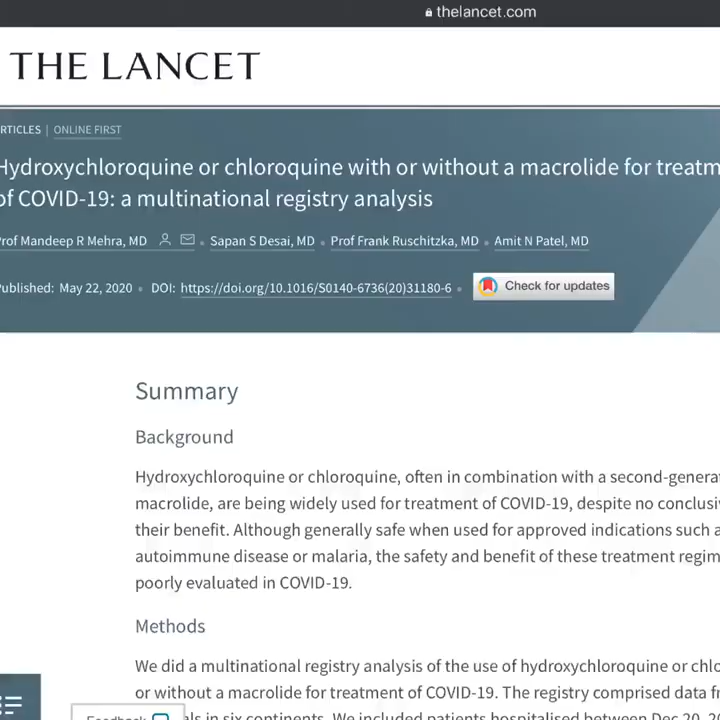 thelancet.com
THE LANCET
RTICLES | ONLINE FIRST
Hydroxychloroquine or chloroquine with or without a macrolide for treatm
of COVID-19: a multinational registry analysis
rof Mandeep R Mehra, MD • Sapan S Desai, MD • Prof Frank Ruschitzka, MD • Amit N Patel, MD
ublished: May 22, 2020 • DOI: https://doi.org/10.1016/S0140-6736(20)31180-6 • Check for updates
Summary
Background
Hydroxychloroquine or chloroquine, often in combination with a second-genera
macrolide, are being widely used for treatment of COVID-19, despite no conclusi
their benefit. Although generally safe when used for approved indications such a
autoimmune disease or malaria, the safety and benefit of these treatment regim
poorly evaluated in COVID-19.
Methods
We did a multinational registry analysis of the use of hydroxychloroquine or chlo
or without a macrolide for treatment of COVID-19. The registry comprised data fr
als in six continents. We included patients hospitalised between Dec 20, 20
Feedback